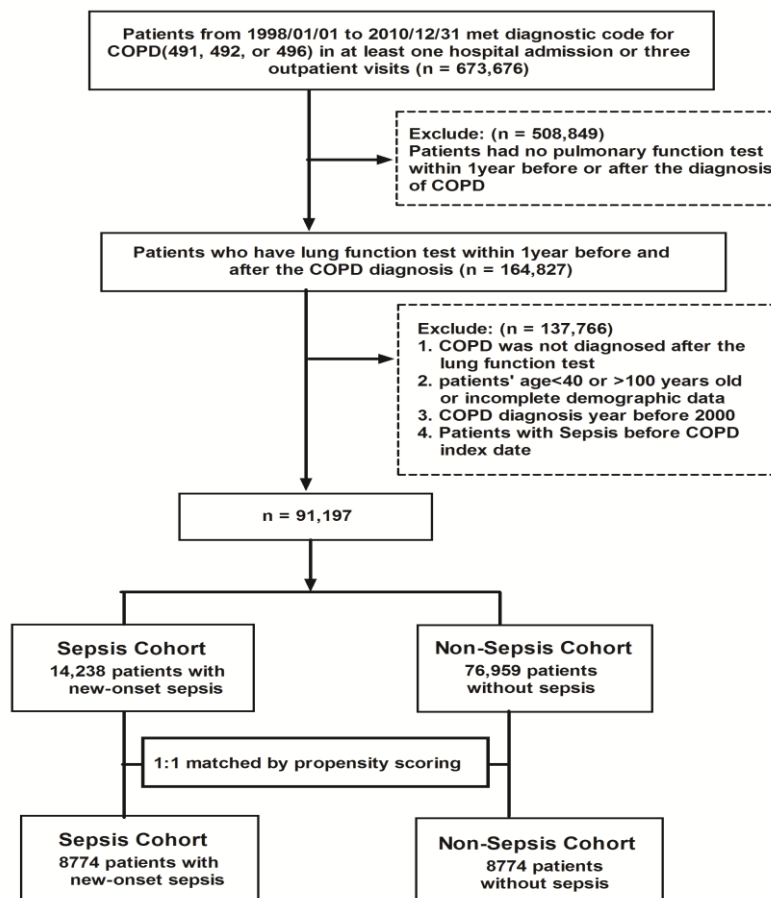 Patients from 1998/01/01 to 2010/12/31 met diagnostic code for
COPD(491, 492, or 496) in at least one hospital admission or three
outpatient visits (n = 673,676)
Exclude: (n = 508,849)
Patients had no pulmonary function test
within 1year before or after the diagnosis
of COPD
Patients who have lung function test within 1year before and
after the COPD diagnosis (n = 164,827)
Exclude: (n = 137,766)
1. COPD was not diagnosed after the
lung function test
2. patients' age<40 or >100 years old
or incomplete demographic data
3. COPD diagnosis year before 2000
4. Patients with Sepsis before COPD
index date
n = 91,197
Sepsis Cohort
14,238 patients with
new-onset sepsis
Non-Sepsis Cohort
76,959 patients
without sepsis
1:1 matched by propensity scoring
Sepsis Cohort
8774 patients with
new-onset sepsis
Non-Sepsis Cohort
8774 patients
without sepsis